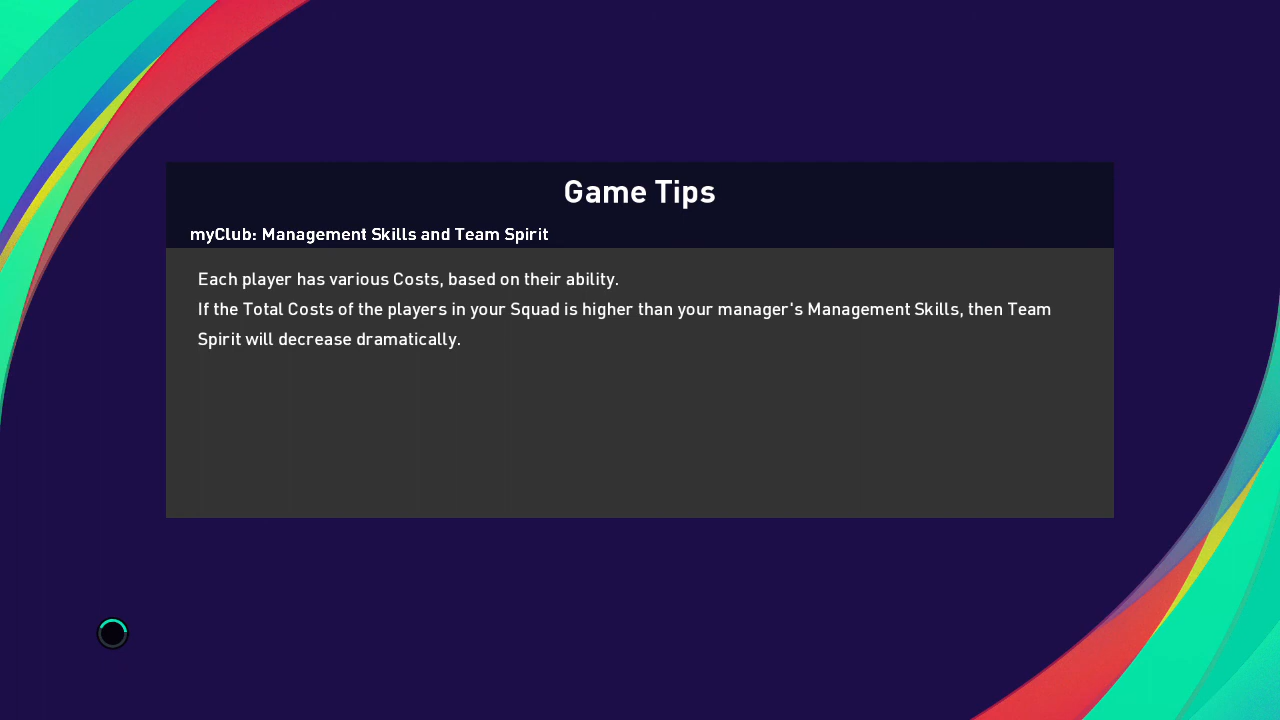 Game Tips
myClub: Management Skills and Team Spirit
Each player has various Costs, based on their ability.
If the Total Costs of the players in your Squad is higher than your manager's Management Skills, then Team
Spirit will decrease dramatically.